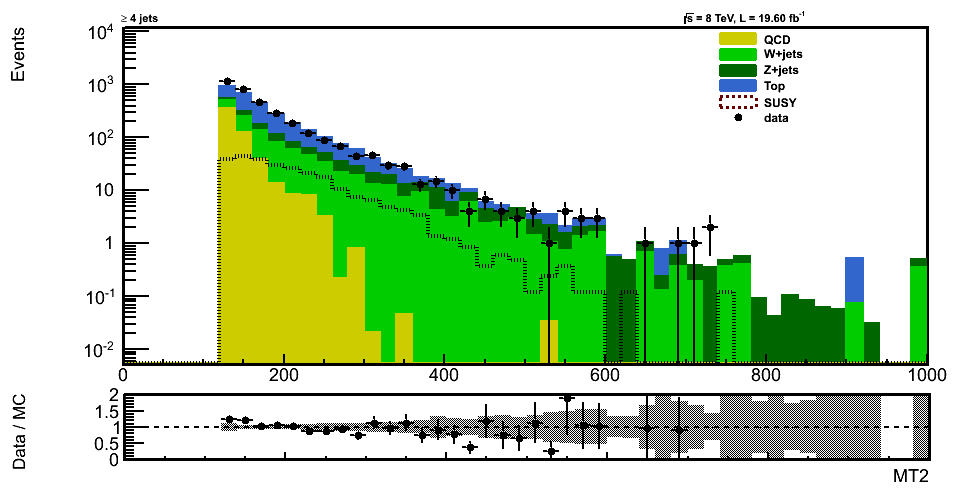 ≥ 4 jets
√s = 8 TeV, L = 19.60 fb⁻¹
Events
10⁴
10³
10²
10
1
10⁻¹
10⁻²
QCD
W+jets
Z+jets
Top
SUSY
data
0 200 400 600 800 1000
Data / MC
2
1.5
1
0.5
0
MT2